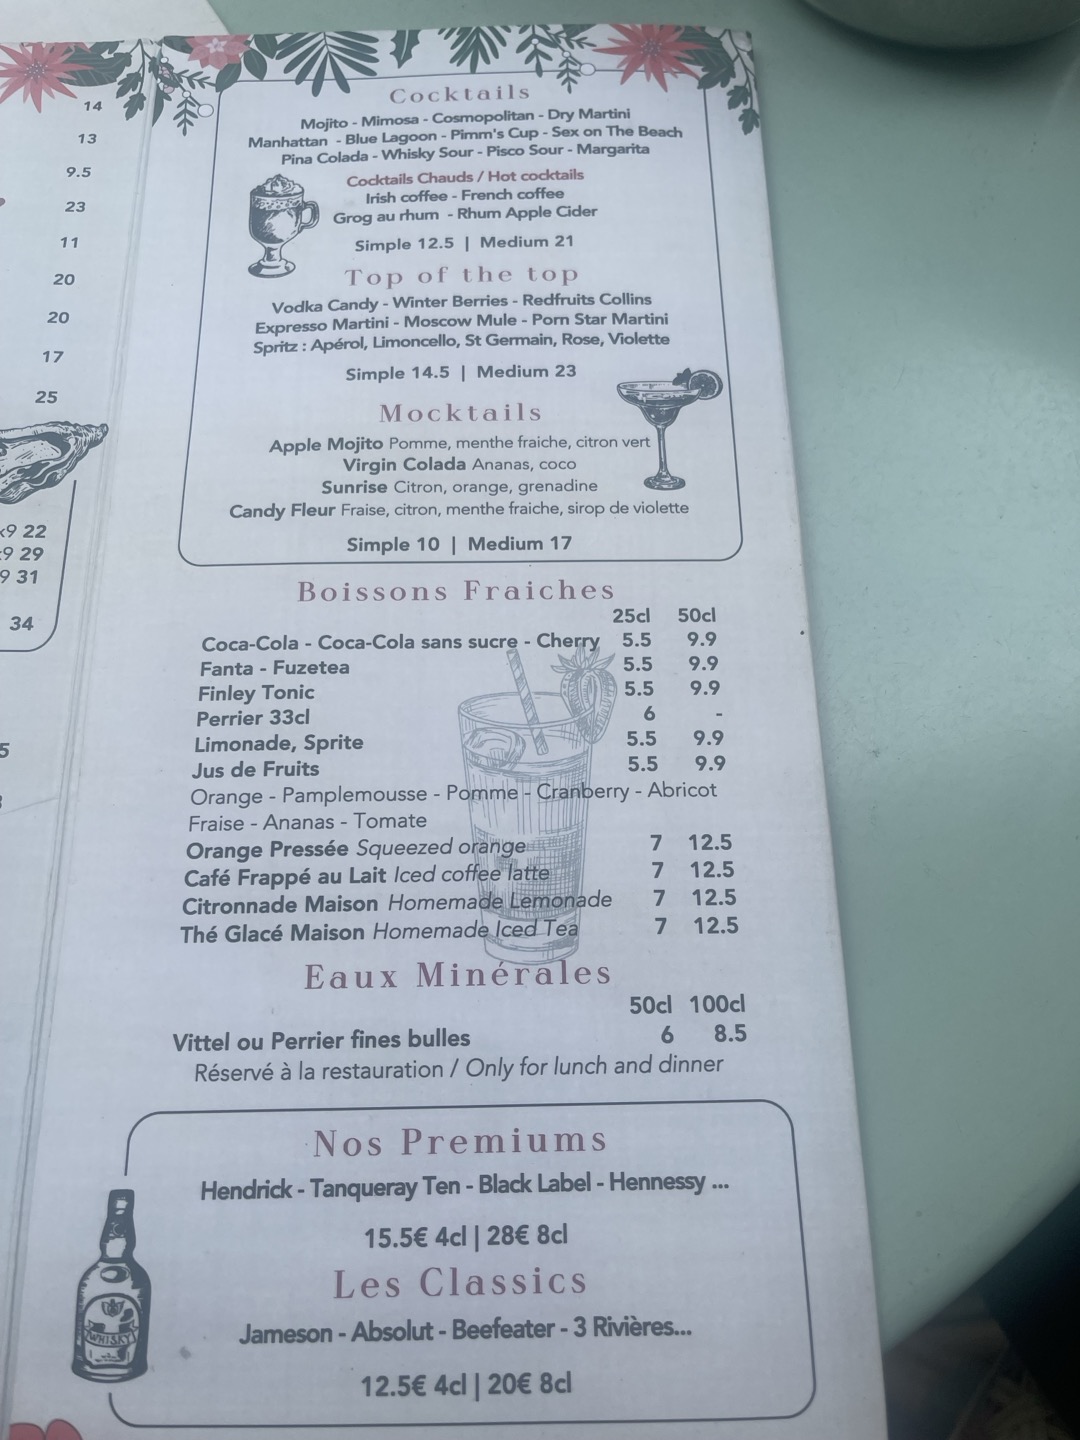 14
13
9.5
23
11
20
20
17
25
x9 22
9 29
9 31
34
5
Cocktails
Mojito - Mimosa - Cosmopolitan - Dry Martini
Manhattan - Blue Lagoon - Pimm's Cup - Sex on The Beach
Pina Colada - Whisky Sour - Pisco Sour - Margarita
Cocktails Chauds / Hot cocktails
Irish coffee - French coffee
Grog au rhum - Rhum Apple Cider
Simple 12.5 | Medium 21
Top of the top
Vodka Candy - Winter Berries - Redfruits Collins
Expresso Martini - Moscow Mule - Porn Star Martini
Spritz : Apérol, Limoncello, St Germain, Rose, Violette
Simple 14.5 | Medium 23
Mocktails
Apple Mojito Pomme, menthe fraiche, citron vert
Virgin Colada Ananas, coco
Sunrise Citron, orange, grenadine
Candy Fleur Fraise, citron, menthe fraiche, sirop de violette
Simple 10 | Medium 17
Boissons Fraiches
25cl 50cl
Coca-Cola - Coca-Cola sans sucre - Cherry 5.5 9.9
Fanta - Fuzetea 5.5 9.9
Finley Tonic 5.5 9.9
Perrier 33cl 6 -
Limonade, Sprite 5.5 9.9
Jus de Fruits 5.5 9.9
Orange - Pamplemousse - Pomme - Cranberry - Abricot
Fraise - Ananas - Tomate
Orange Pressée Squeezed orange 7 12.5
Café Frappé au Lait Iced coffee latte 7 12.5
Citronnade Maison Homemade Lemonade 7 12.5
Thé Glacé Maison Homemade Iced Tea 7 12.5
Eaux Minérales
50cl 100cl
Vittel ou Perrier fines bulles 6 8.5
Réservé à la restauration / Only for lunch and dinner
Nos Premiums
Hendrick - Tanqueray Ten - Black Label - Hennessy ...
15.5€ 4cl | 28€ 8cl
Les Classics
Jameson - Absolut - Beefeater - 3 Rivières...
12.5€ 4cl | 20€ 8cl
WHISKY